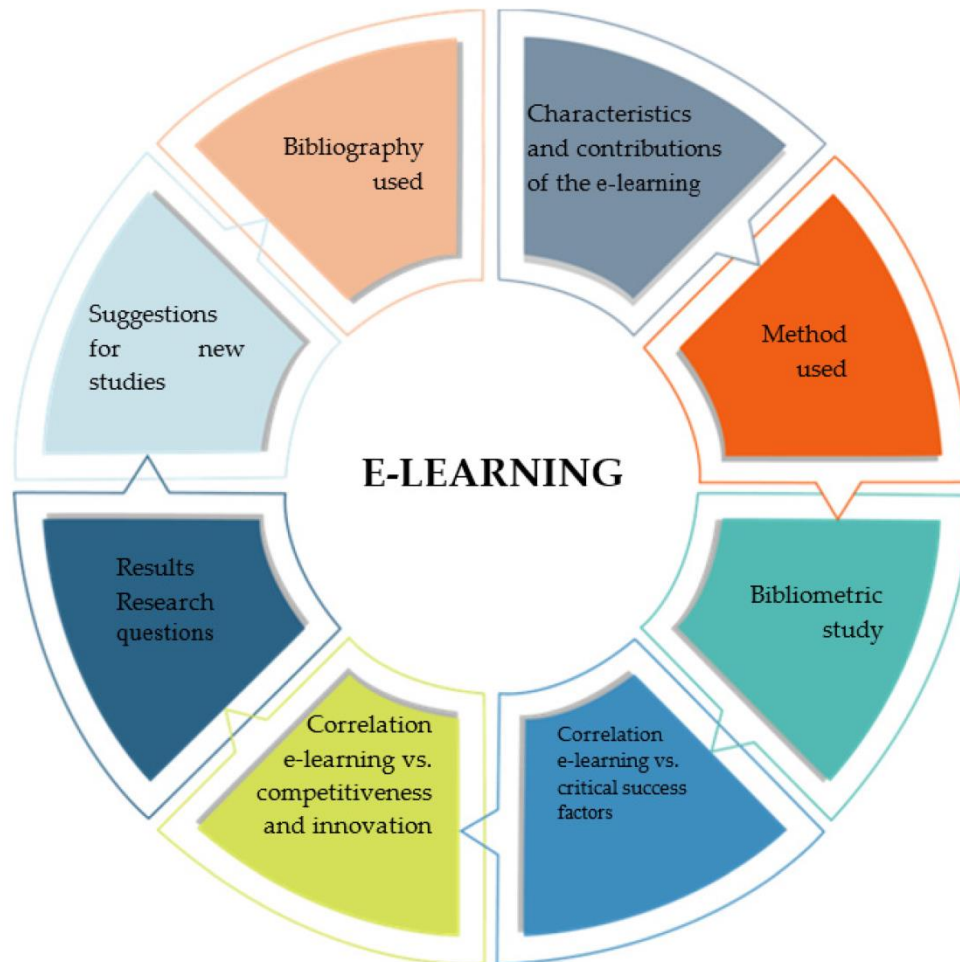 Characteristics
and contributions
of the e-learning
Method
used
Bibliometric
study
Correlation
e-learning vs.
critical success
factors
Correlation
e-learning vs.
competitiveness
and innovation
Results
Research
questions
Suggestions
for new
studies
Bibliography
used
E-LEARNING